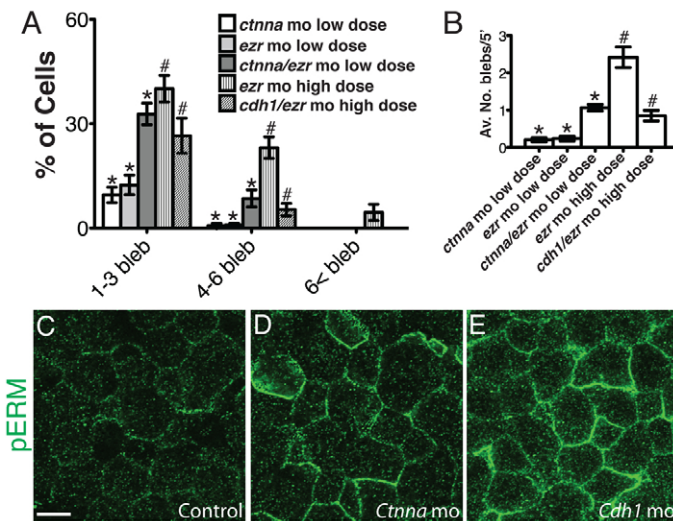 A
% of Cells
60
30
0
ctnna mo low dose
ezr mo low dose
ctnna/ezr mo low dose
ezr mo high dose
cdh1/ezr mo high dose
* * * # #
* * * # #
1-3 bleb
4-6 bleb
6< bleb
B
Av. No. blebs/5'
3
2
1
0
* * * # #
ctnna mo low dose
ezr mo low dose
ctnna/ezr mo low dose
ezr mo high dose
cdh1/ezr mo high dose
pERM
C
Control
D
Ctnna mo
E
Cdh1 mo